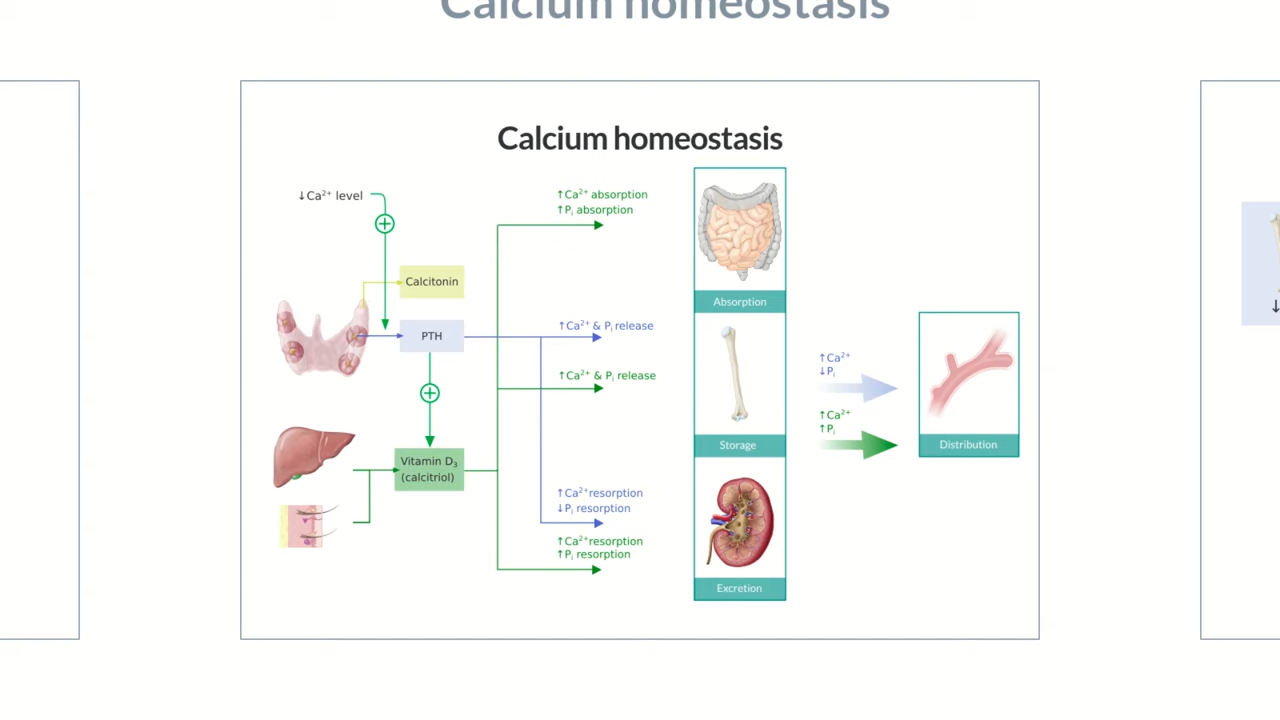 Calcium homeostasis
Calcium homeostasis
↓Ca²⁺ level
Calcitonin
PTH
Vitamin D₃
(calcitriol)
↑Ca²⁺ absorption
↑Pᵢ absorption
↑Ca²⁺ & Pᵢ release
↑Ca²⁺ & Pᵢ release
↑Ca²⁺resorption
↓Pᵢ resorption
↑Ca²⁺resorption
↑Pᵢ resorption
Absorption
Storage
Excretion
↑Ca²⁺
↓Pᵢ
↑Ca²⁺
↑Pᵢ
Distribution